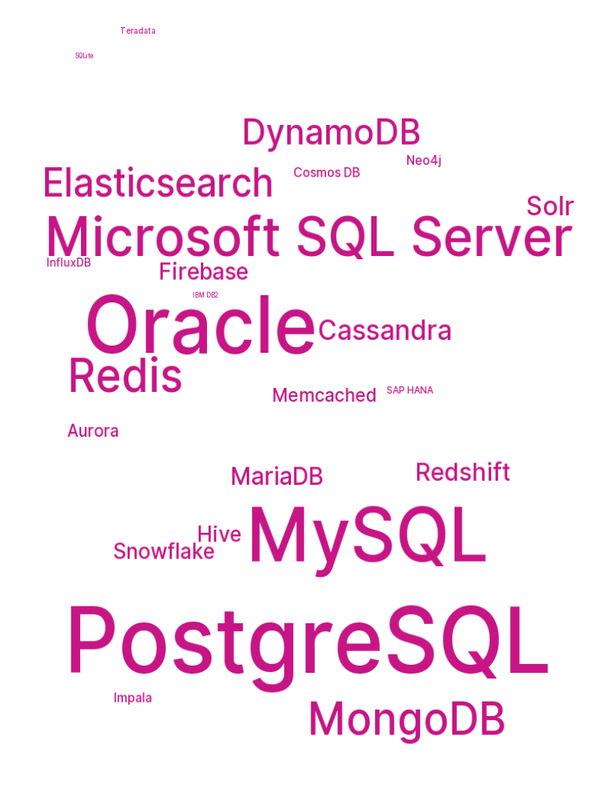 Teradata
SQLite
DynamoDB
Neo4j
Cosmos DB
Elasticsearch
Solr
Microsoft SQL Server
InfluxDB
Firebase
IBM DB2
Oracle
Cassandra
Redis
Memcached
SAP HANA
Aurora
MariaDB
Redshift
Hive
MySQL
Snowflake
PostgreSQL
Impala
MongoDB